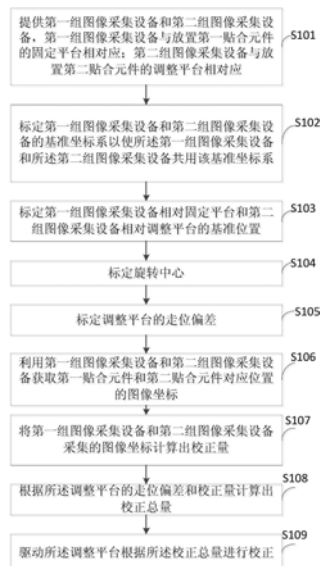 提供第一组图像采集设备和第二组图像采集设
备，第一组图像采集设备与放置第一贴合元件
的固定平台相对应；第二组图像采集设备与放
置第二贴合元件的调整平台相对应
S101
标定第一组图像采集设备和第二组图像采集设
备的基准坐标系以使所述第一组图像采集设备
和所述第二组图像采集设备共用该基准坐标系
S102
标定第一组图像采集设备相对固定平台和第二
组图像采集设备相对调整平台的基准位置
S103
标定旋转中心
S104
标定调整平台的走位偏差
S105
利用第一组图像采集设备和第二组图像采集设
备获取第一贴合元件和第二贴合元件对应位置
的图像坐标
S106
将第一组图像采集设备和第二组图像采集设备
采集的图像坐标计算出校正量
S107
根据所述调整平台的走位偏差和校正量计算出
校正总量
S108
驱动所述调整平台根据所述校正总量进行校正
S109